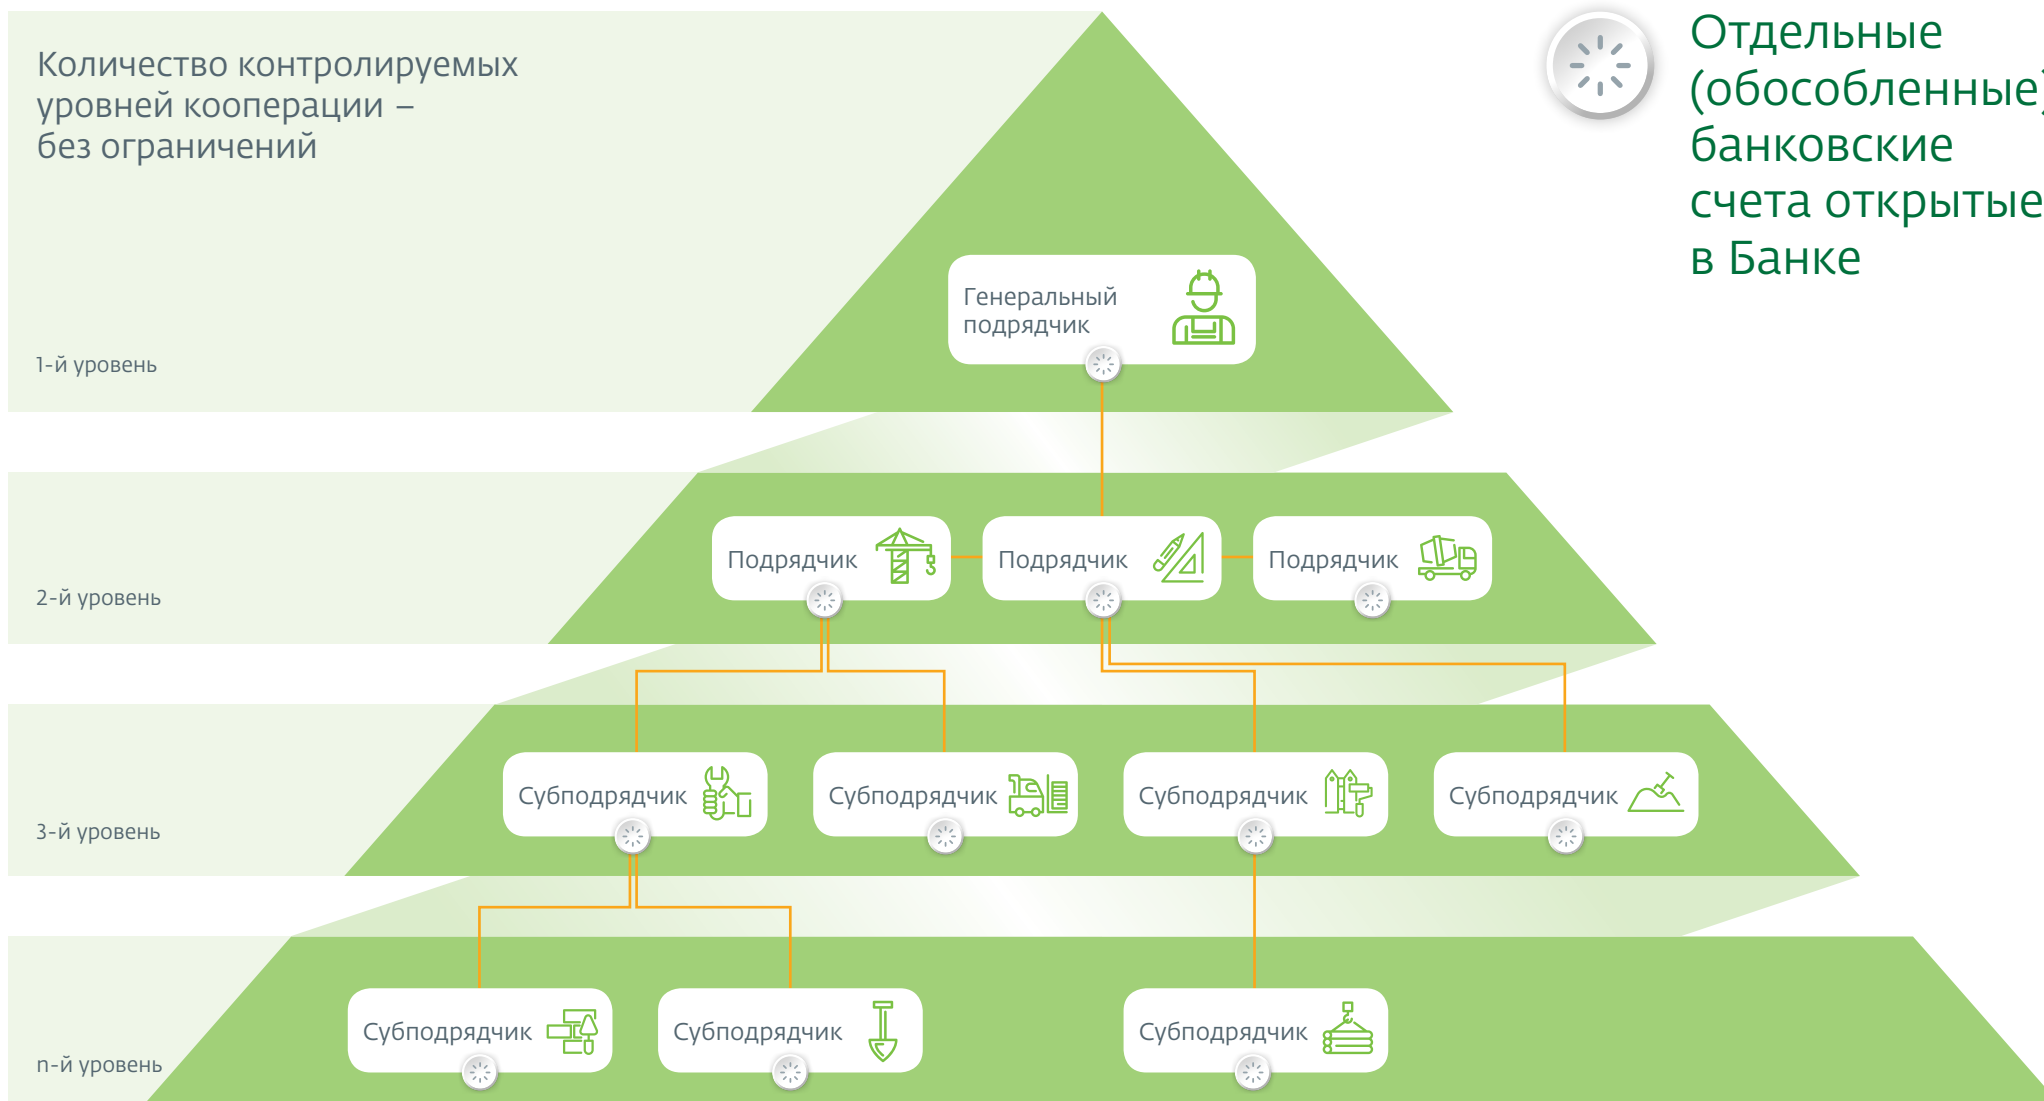 Количество контролируемых
уровней кооперации –
без ограничений
Отдельные
(обособленные)
банковские
счета открытые
в Банке
Генеральный
подрядчик
1-й уровень
Подрядчик
Подрядчик
Подрядчик
2-й уровень
Субподрядчик
Субподрядчик
Субподрядчик
Субподрядчик
3-й уровень
Субподрядчик
Субподрядчик
Субподрядчик
n-й уровень